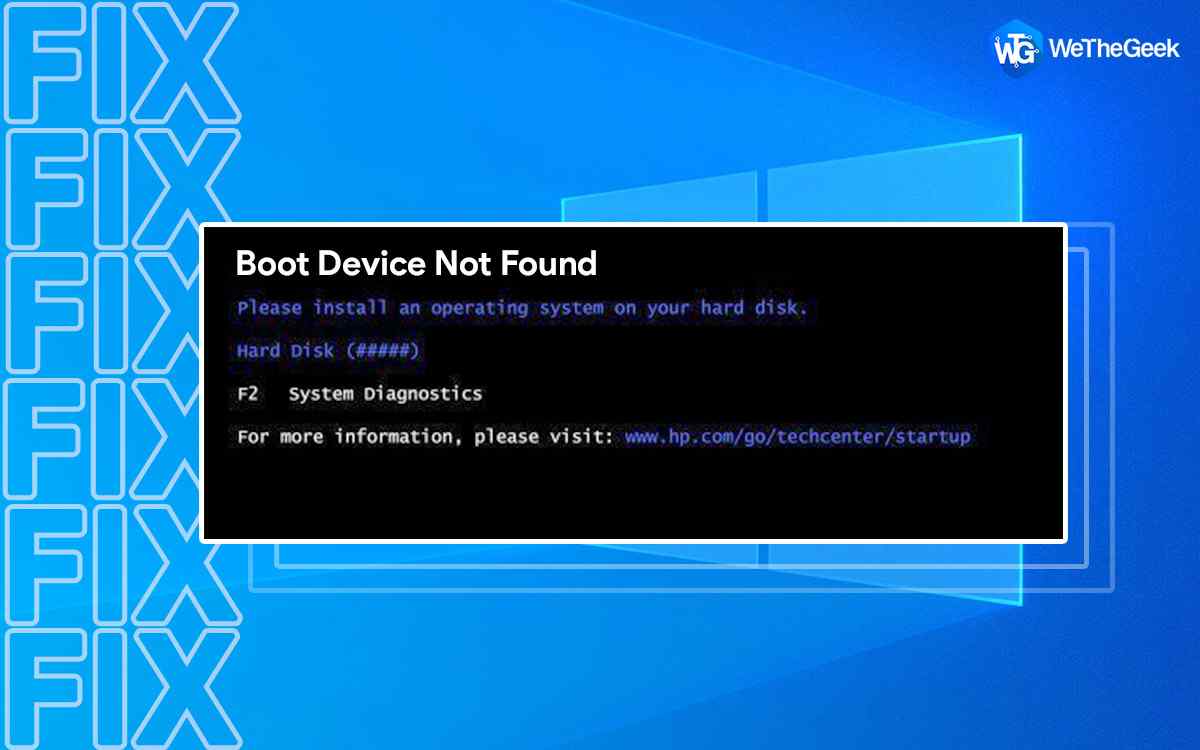 FIX
FIX
FIX
FIX
FIX
FIX
WTG WeTheGeek
Boot Device Not Found
Please install an operating system on your hard disk.
Hard Disk (#####)
F2 System Diagnostics
For more information, please visit: www.hp.com/go/techcenter/startup